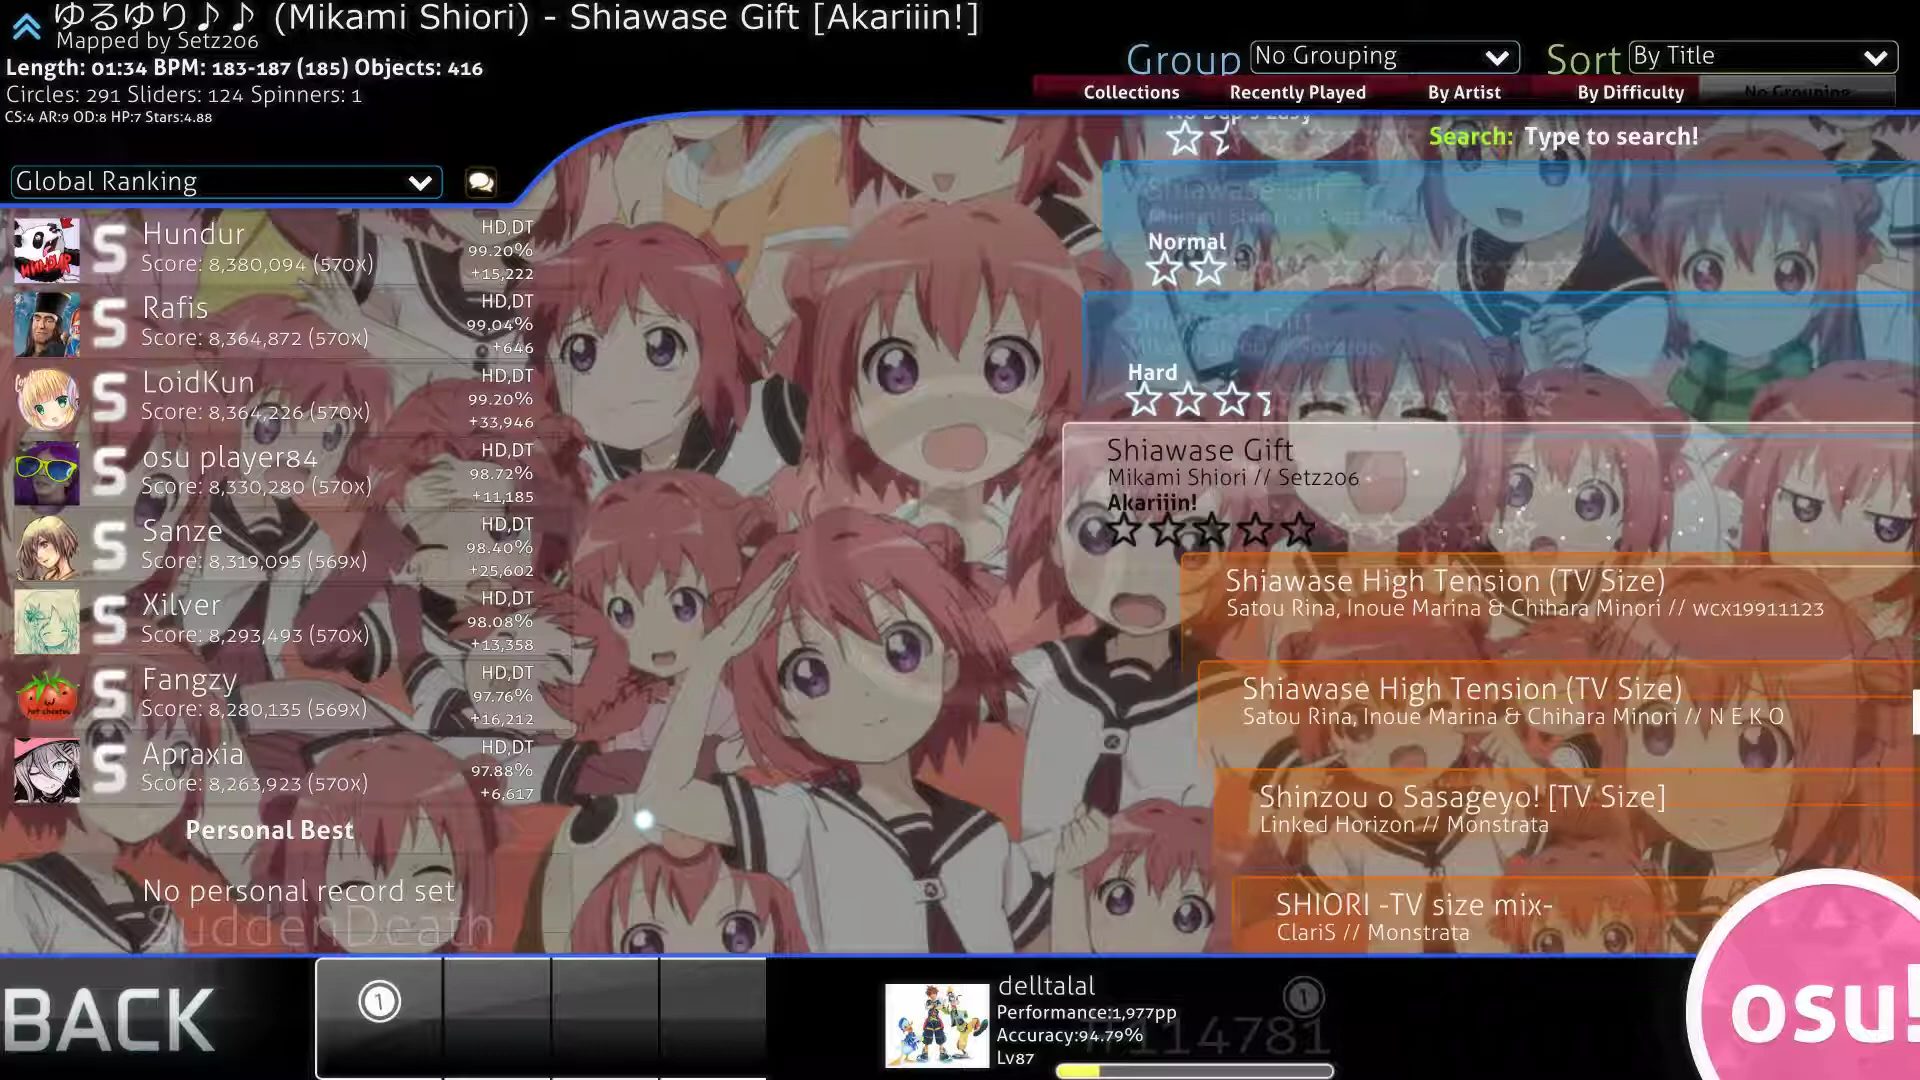 ゆるゆり♪♪ (Mikami Shiori) - Shiawase Gift [Akariiin!]
Mapped by Setz206
Length: 01:34 BPM: 183-187 (185) Objects: 416
Circles: 291 Sliders: 124 Spinners: 1
CS:4 AR:9 OD:8 HP:7 Stars:4.88
Group No Grouping Sort By Title
Collections Recently Played By Artist By Difficulty No Grouping
Search: Type to search!
Global Ranking
Hundur HD,DT
Score: 8,380,094 (570x) 99.20%
+15,222
Rafis HD,DT
Score: 8,364,872 (570x) 99.04%
+646
LoidKun HD,DT
Score: 8,364,226 (570x) 99.20%
+33,946
osu player84 HD,DT
Score: 8,330,280 (570x) 98.72%
+11,185
Sanze HD,DT
Score: 8,319,095 (569x) 98.40%
+25,602
Xilver HD,DT
Score: 8,293,493 (570x) 98.08%
+13,358
Fangzy HD,DT
Score: 8,280,135 (569x) 97.76%
+16,212
Apraxia HD,DT
Score: 8,263,923 (570x) 97.88%
+6,617
Personal Best
No personal record set
SuddenDeath
Shiawase Gift
Normal
Shiawase Gift
Hard
Shiawase Gift
Mikami Shiori // Setz206
Akariiin!
Shiawase High Tension (TV Size)
Satou Rina, Inoue Marina & Chihara Minori // wcx19911123
Shiawase High Tension (TV Size)
Satou Rina, Inoue Marina & Chihara Minori // N E K O
Shinzou o Sasageyo! [TV Size]
Linked Horizon // Monstrata
SHIORI -TV size mix-
ClariS // Monstrata
BACK
1
delltalal
Performance:1,977pp
Accuracy:94.79%
Lv87
#114781
1
osu!